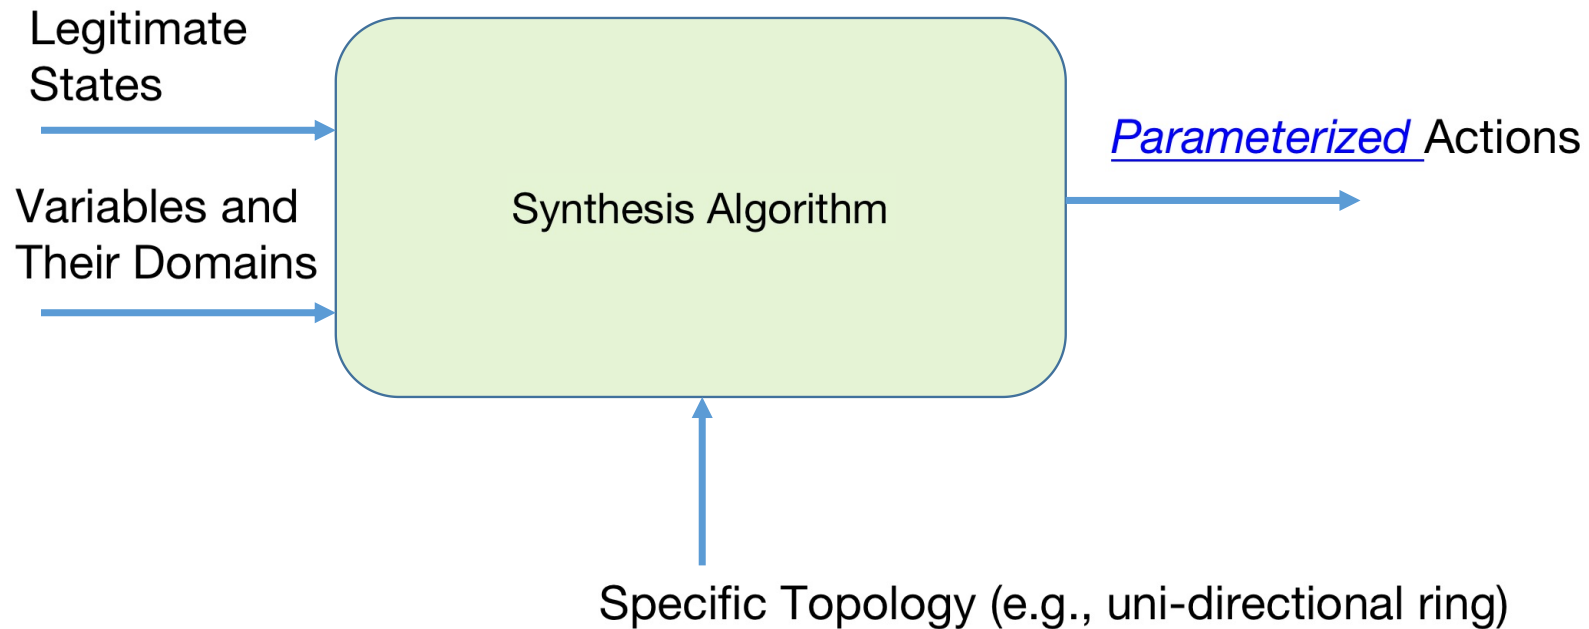 Legitimate
States
Variables and
Their Domains
Synthesis Algorithm
Parameterized Actions
Specific Topology (e.g., uni-directional ring)